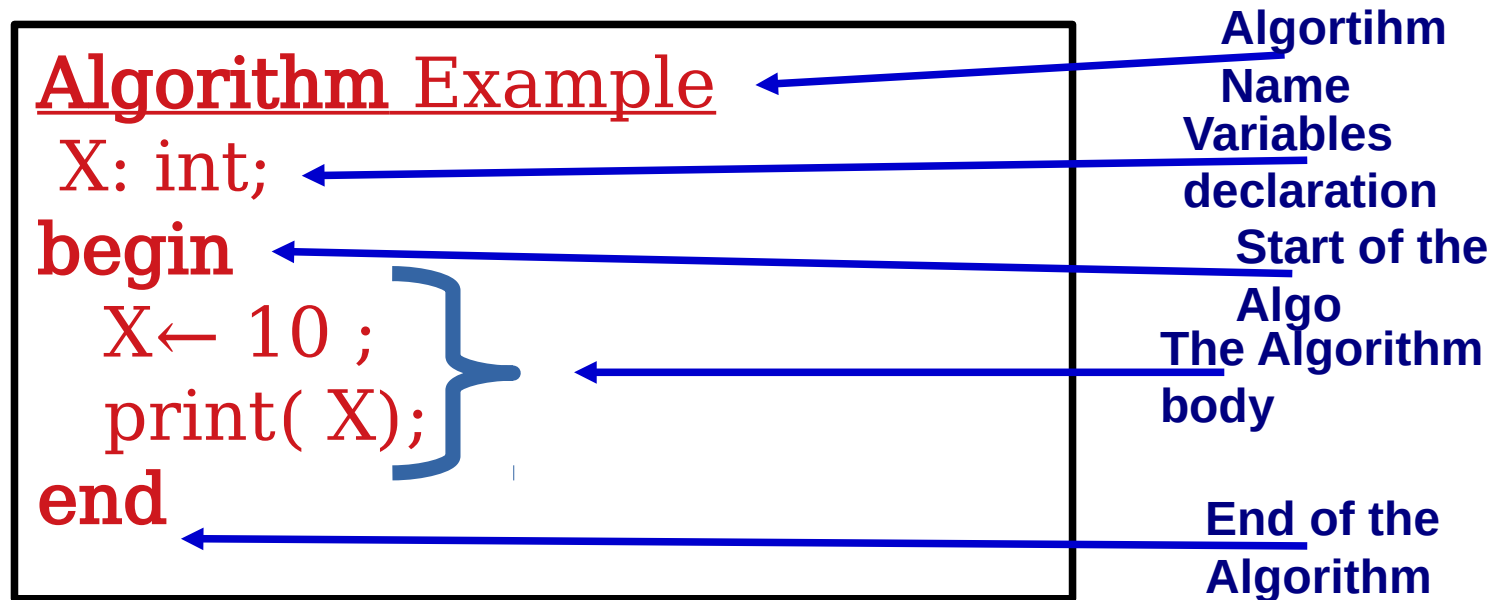 Algorithm Example
X: int;
begin
X← 10 ;
print( X);
end
Algortihm
Name
Variables
declaration
Start of the
Algo
The Algorithm
body
End of the
Algorithm